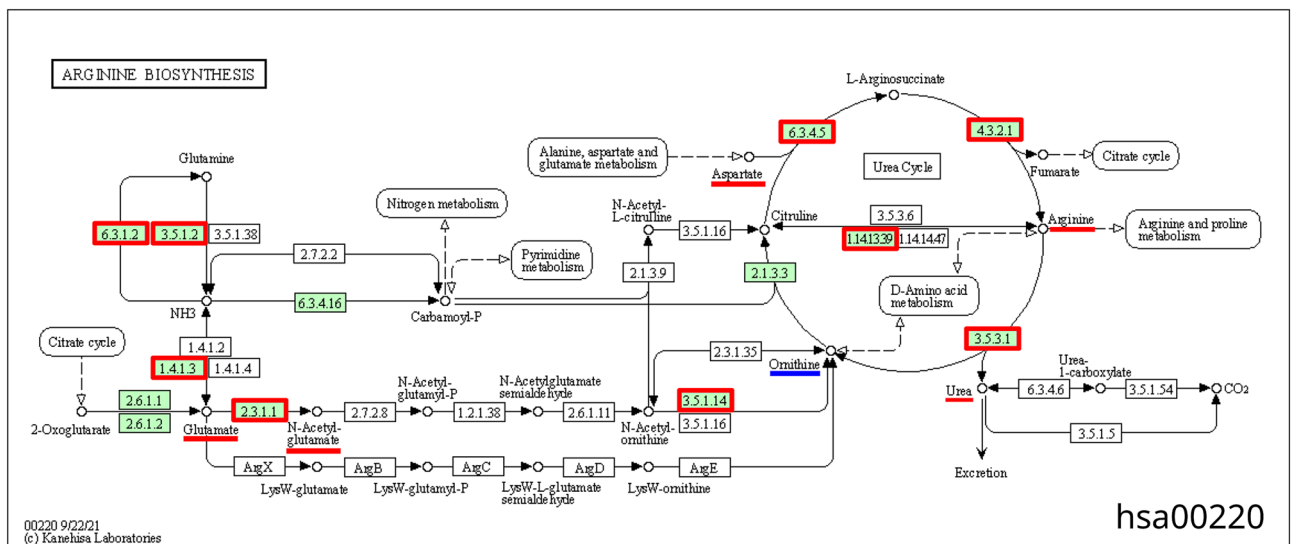 ARGININE BIOSYNTHESIS
L-Arginosuccinate
6.3.4.5
4.3.2.1
Glutamine
Alanine, aspartate and
glutamate metabolism
Aspartate
Urea Cycle
Fumarate
Citrate cycle
Nitrogen metabolism
N-Acetyl-
L-citrulline
Citruline
3.5.3.6
Arginine
Arginine and proline
metabolism
6.3.1.2
3.5.1.2
3.5.1.38
3.5.1.16
1.14.13.39
1.14.14.47
2.7.2.2
Pyrimidine
metabolism
2.1.3.9
2.1.3.3
D-Amino acid
metabolism
NH3
6.3.4.16
Carbamoyl-P
Citrate cycle
1.4.1.2
1.4.1.3
1.4.1.4
2.3.1.35
Ornithine
3.5.3.1
Urea-
1-carboxylate
Urea
6.3.4.6
3.5.1.54
CO2
2.6.1.1
2.6.1.2
2-Oxoglutarate
Glutamate
2.3.1.1
N-Acetyl-
glutamate
2.7.2.8
N-Acetyl-
glutamyl-P
1.2.1.38
N-Acetylglutamate
semialdehyde
2.6.1.11
N-Acetyl-
ornithine
3.5.1.14
3.5.1.16
3.5.1.5
Excretion
ArgX
LysW-glutamate
ArgB
LysW-glutamyl-P
ArgC
LysW-L-glutamate
semialdehyde
ArgD
LysW-ornithine
ArgE
00220 9/22/21
(c) Kanehisa Laboratories
hsa00220